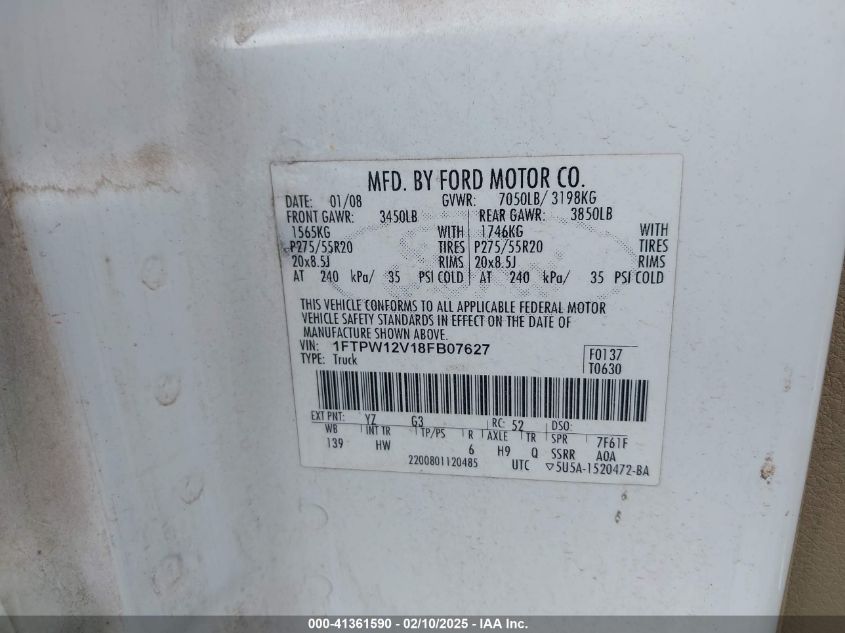 MFD. BY FORD MOTOR CO.
DATE: 01/08 GVWR: 7050LB/ 3198KG
FRONT GAWR: 3450LB REAR GAWR: 3850LB
1565KG WITH 1746KG WITH
P275/55R20 TIRES P275/55R20 TIRES
20x8.5J RIMS 20x8.5J RIMS
AT 240 kPa/ 35 PSI COLD AT 240 kPa/ 35 PSI COLD
THIS VEHICLE CONFORMS TO ALL APPLICABLE FEDERAL MOTOR
VEHICLE SAFETY STANDARDS IN EFFECT ON THE DATE OF
MANUFACTURE SHOWN ABOVE.
VIN: 1FTPW12V18FB07627
TYPE: Truck
F0137
T0630
EXT PNT: YZ G3 RC: 52 DSO:
WB INT TR TP/PS R AXLE TR SPR 7F61F
139 HW 6 H9 Q SSRR A0A
2200801120485 UTC ▽5U5A-1520472-BA
000-41361590 - 02/10/2025 - IAA Inc.